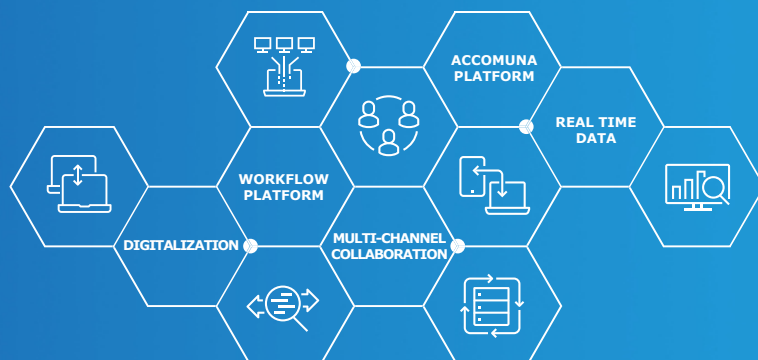 ACCOMUNA
PLATFORM
REAL TIME
DATA
WORKFLOW
PLATFORM
DIGITALIZATION
MULTI-CHANNEL
COLLABORATION